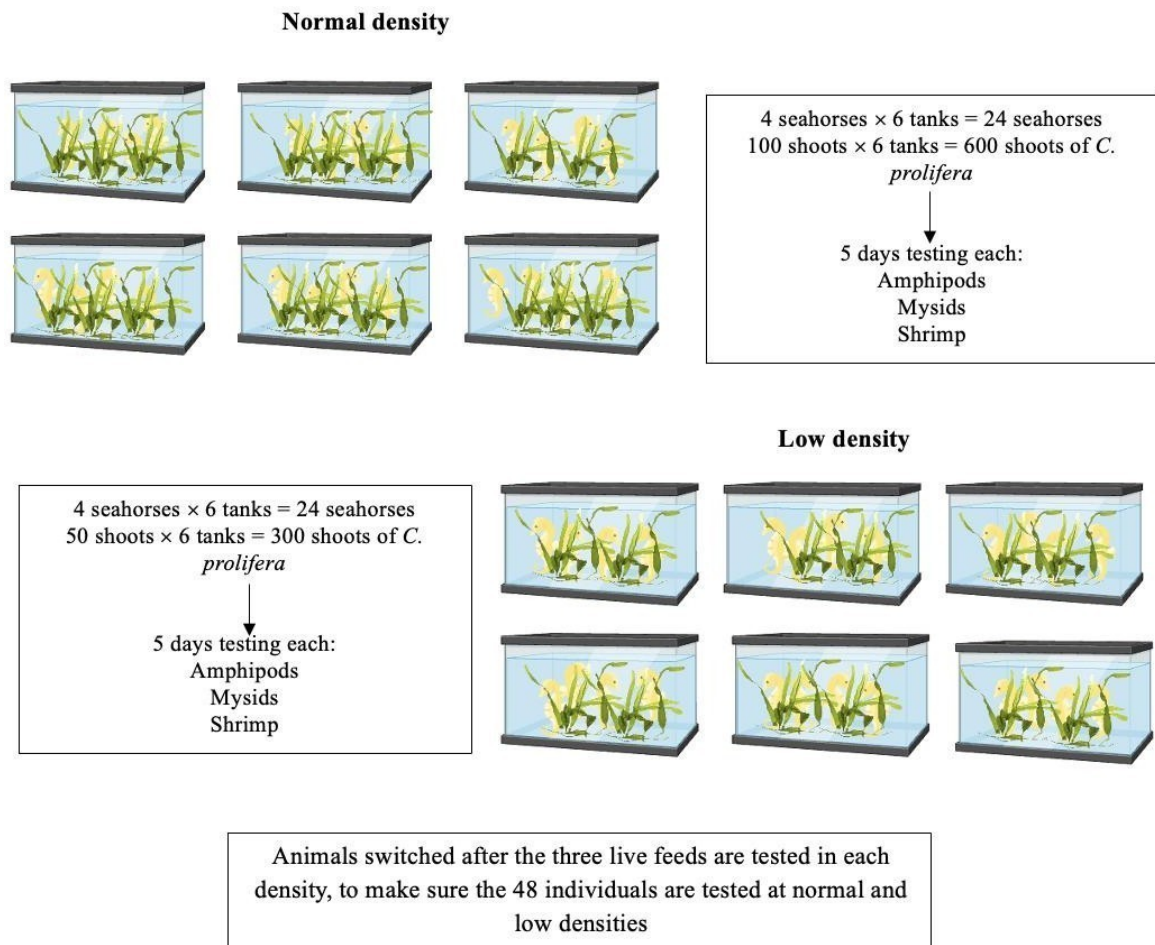 Normal density
4 seahorses × 6 tanks = 24 seahorses
100 shoots × 6 tanks = 600 shoots of C.
prolifera
5 days testing each:
Amphipods
Mysids
Shrimp
Low density
4 seahorses × 6 tanks = 24 seahorses
50 shoots × 6 tanks = 300 shoots of C.
prolifera
5 days testing each:
Amphipods
Mysids
Shrimp
Animals switched after the three live feeds are tested in each
density, to make sure the 48 individuals are tested at normal and
low densities